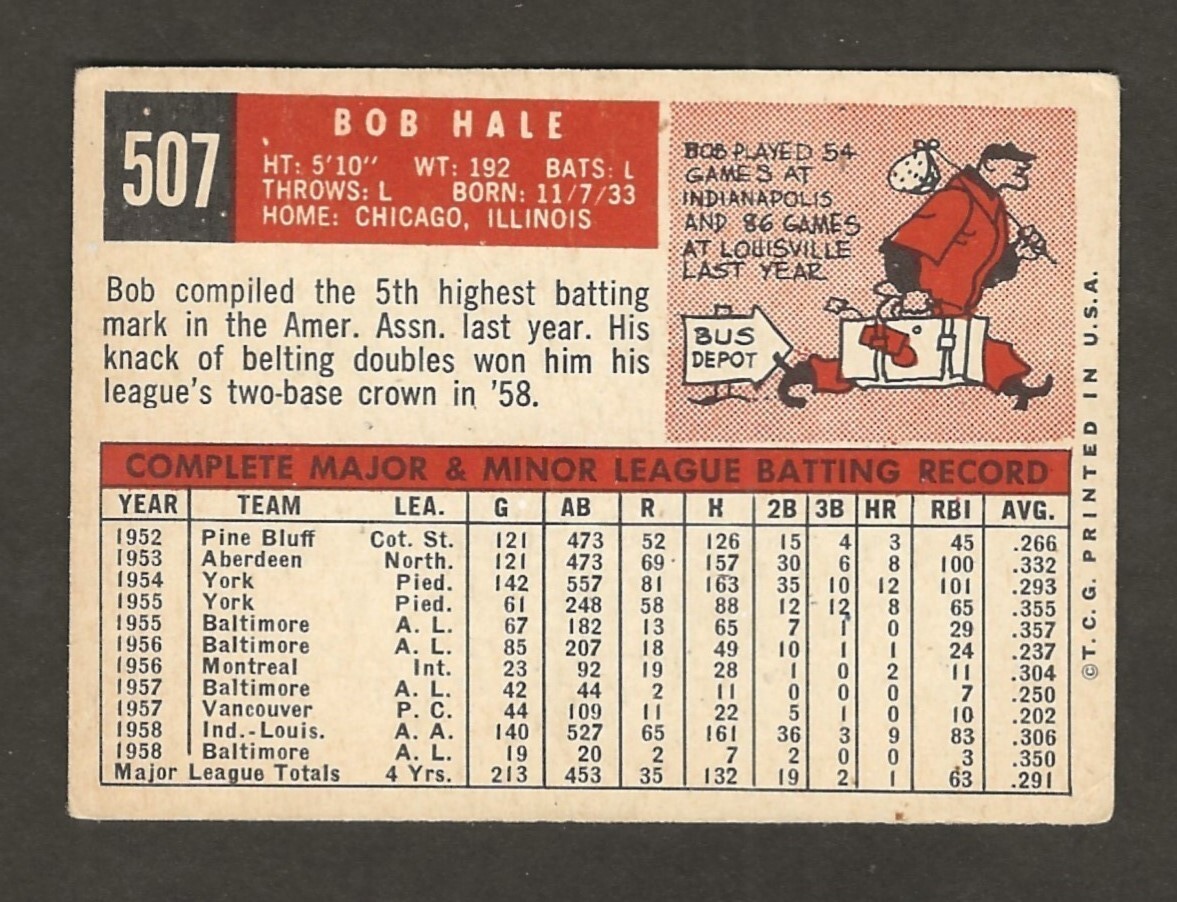 507
BOB HALE
HT: 5'10" WT: 192 BATS: L
THROWS: L BORN: 11/7/33
HOME: CHICAGO, ILLINOIS
BOB PLAYED 54
GAMES AT
INDIANAPOLIS
AND 86 GAMES
AT LOUISVILLE
LAST YEAR
BUS
DEPOT
Bob compiled the 5th highest batting
mark in the Amer. Assn. last year. His
knack of belting doubles won him his
league's two-base crown in '58.
COMPLETE MAJOR & MINOR LEAGUE BATTING RECORD
YEAR TEAM LEA. G AB R H 2B 3B HR RBI AVG.
1952 Pine Bluff Cot. St. 121 473 52 126 15 4 3 45 .266
1953 Aberdeen North. 121 473 69 157 30 6 8 100 .332
1954 York Pied. 142 557 81 163 35 10 12 101 .293
1955 York Pied. 61 248 58 88 12 12 8 65 .355
1955 Baltimore A. L. 67 182 13 65 7 1 0 29 .357
1956 Baltimore A. L. 85 207 18 49 10 1 1 24 .237
1956 Montreal Int. 23 92 19 28 1 0 2 11 .304
1957 Baltimore A. L. 42 44 2 11 0 0 0 7 .250
1957 Vancouver P. C. 44 109 11 22 5 1 0 10 .202
1958 Ind.-Louis. A. A. 140 527 65 161 36 3 9 83 .306
1958 Baltimore A. L. 19 20 2 7 2 0 0 3 .350
Major League Totals 4 Yrs. 213 453 35 132 19 2 1 63 .291
©T.C.G. PRINTED IN U.S.A.